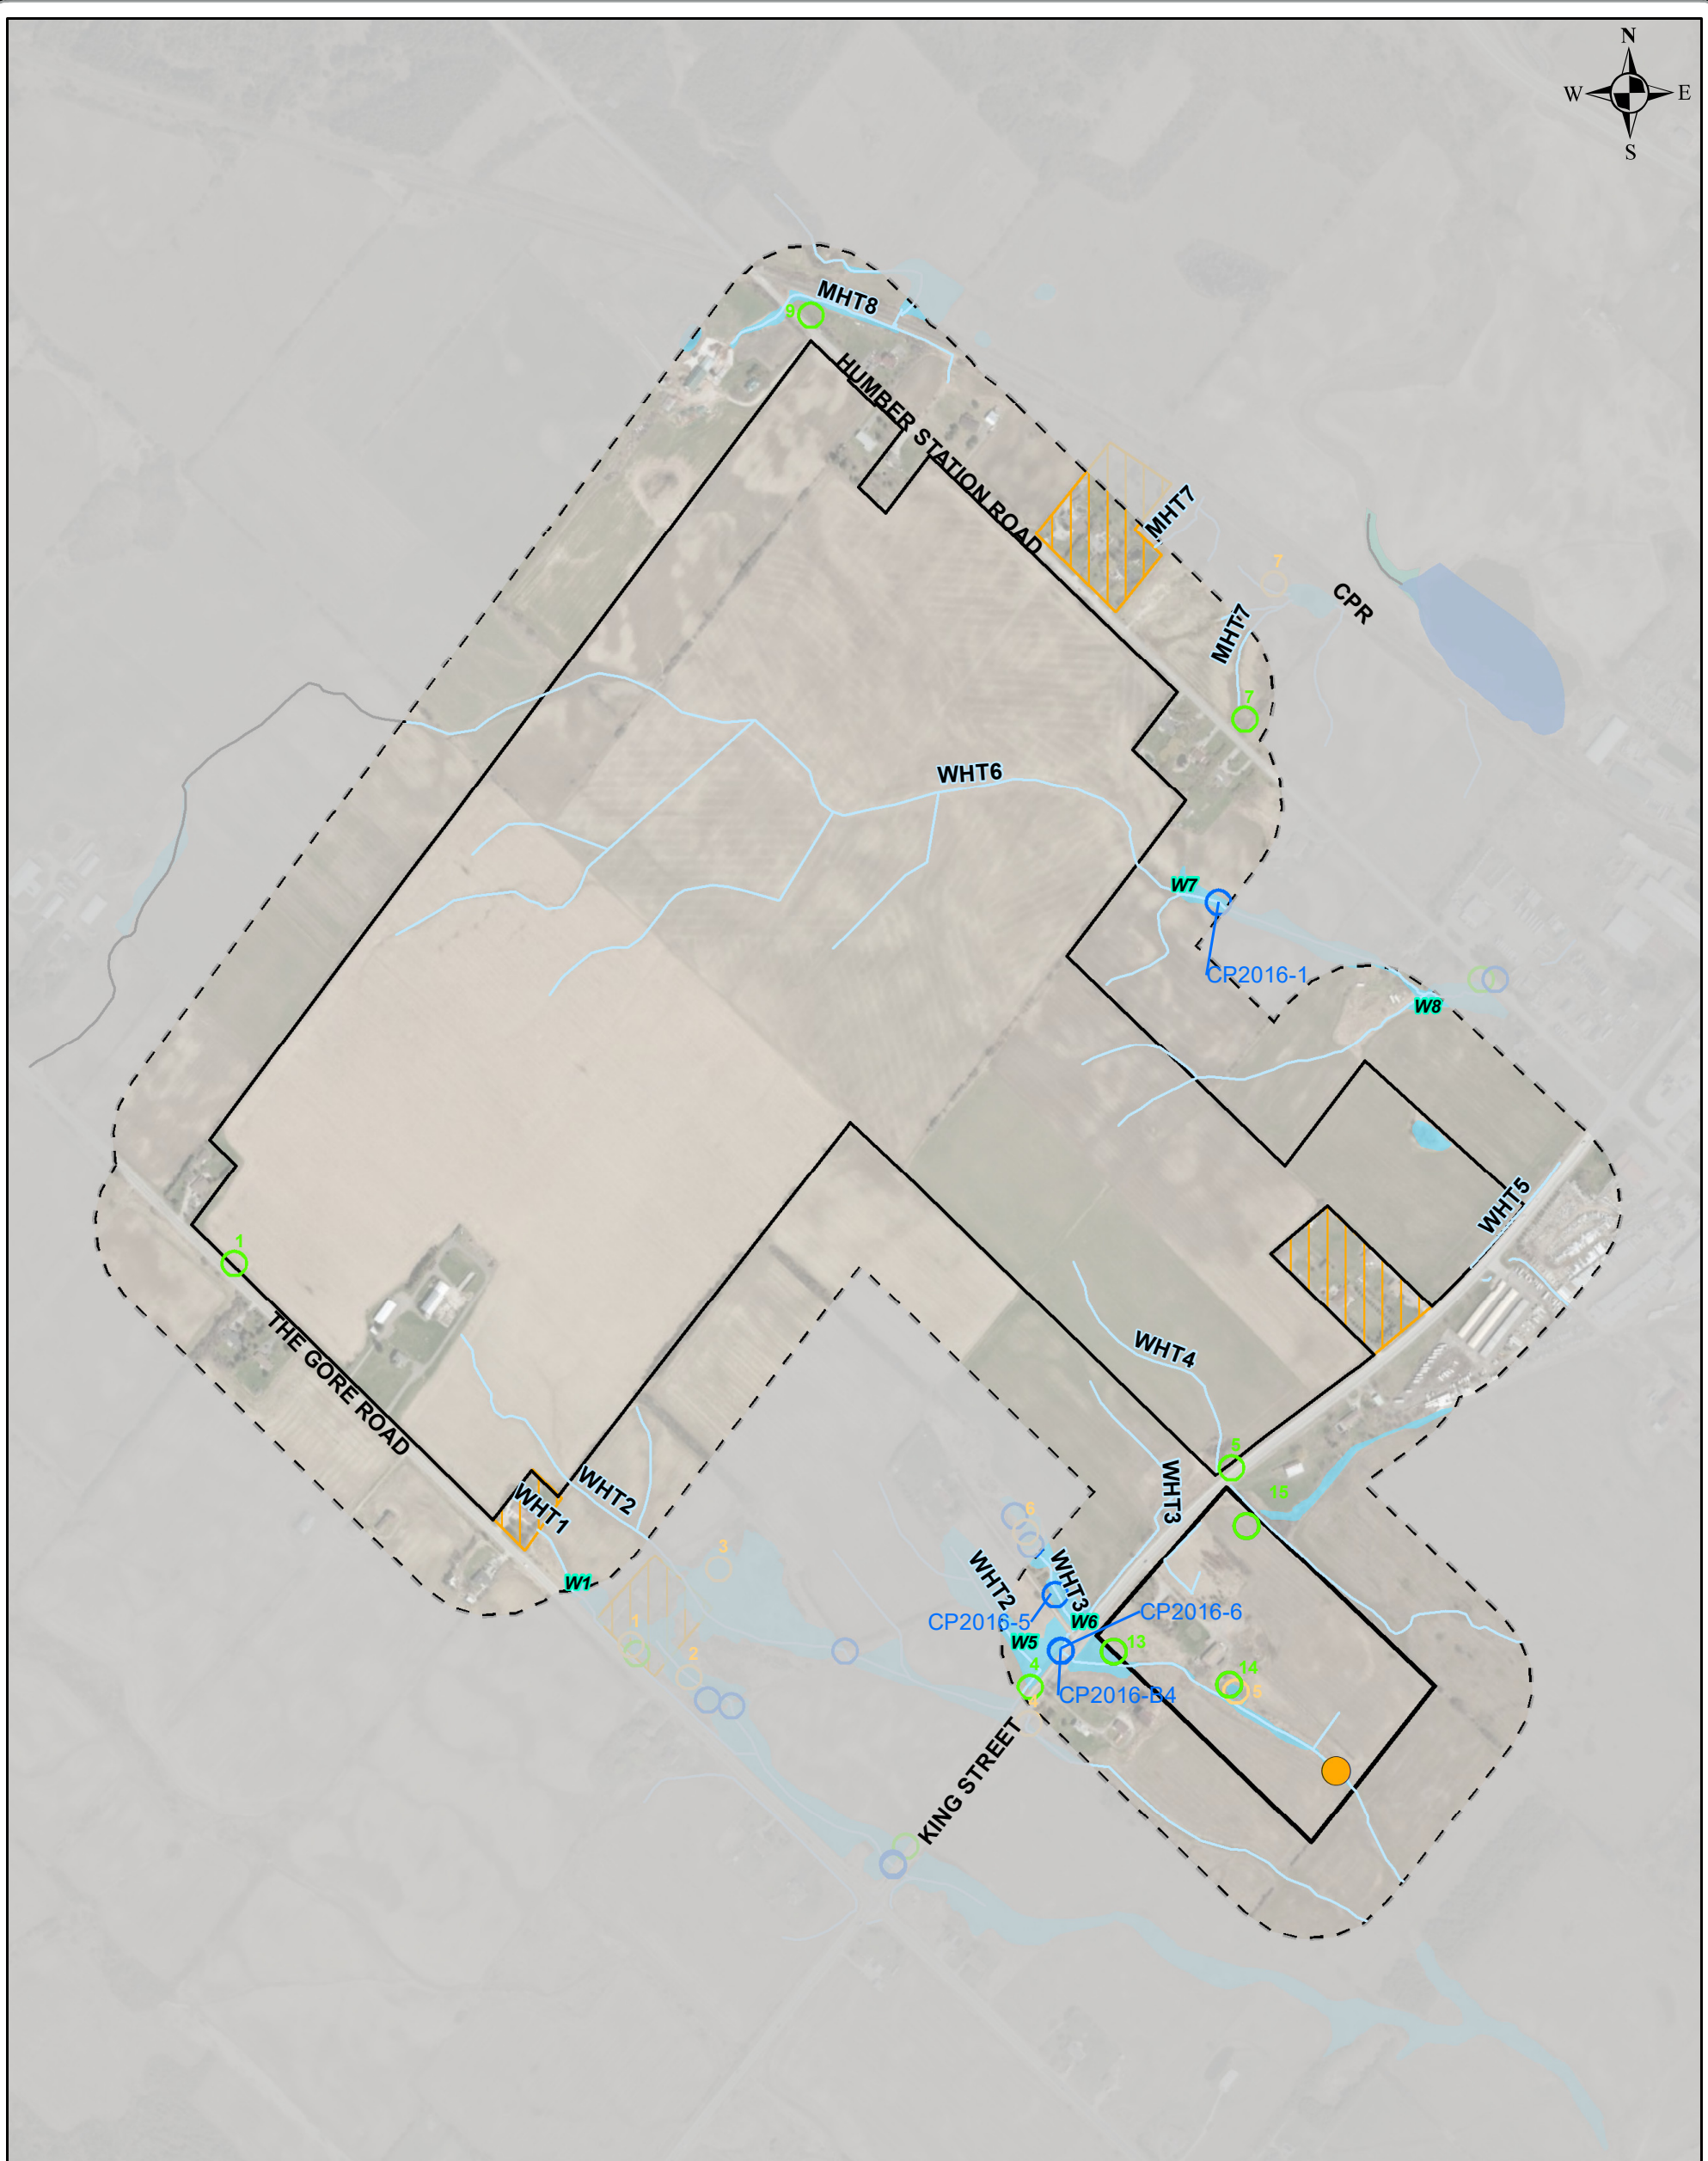 N
W
E
S
MHT8
9
HUMBER STATION ROAD
MHT7
7
CPR
MHT7
7
WHT6
W7
CP2016-1
W8
WHT5
1
THE GORE ROAD
WHT4
WHT2
WHT1
WHT3
15
6
3
WHT2
WHT3
W1
CP2016-5
CP2016-6
W6
W5
1
2
13
4
14
5
CP2016-B4
KING STREET